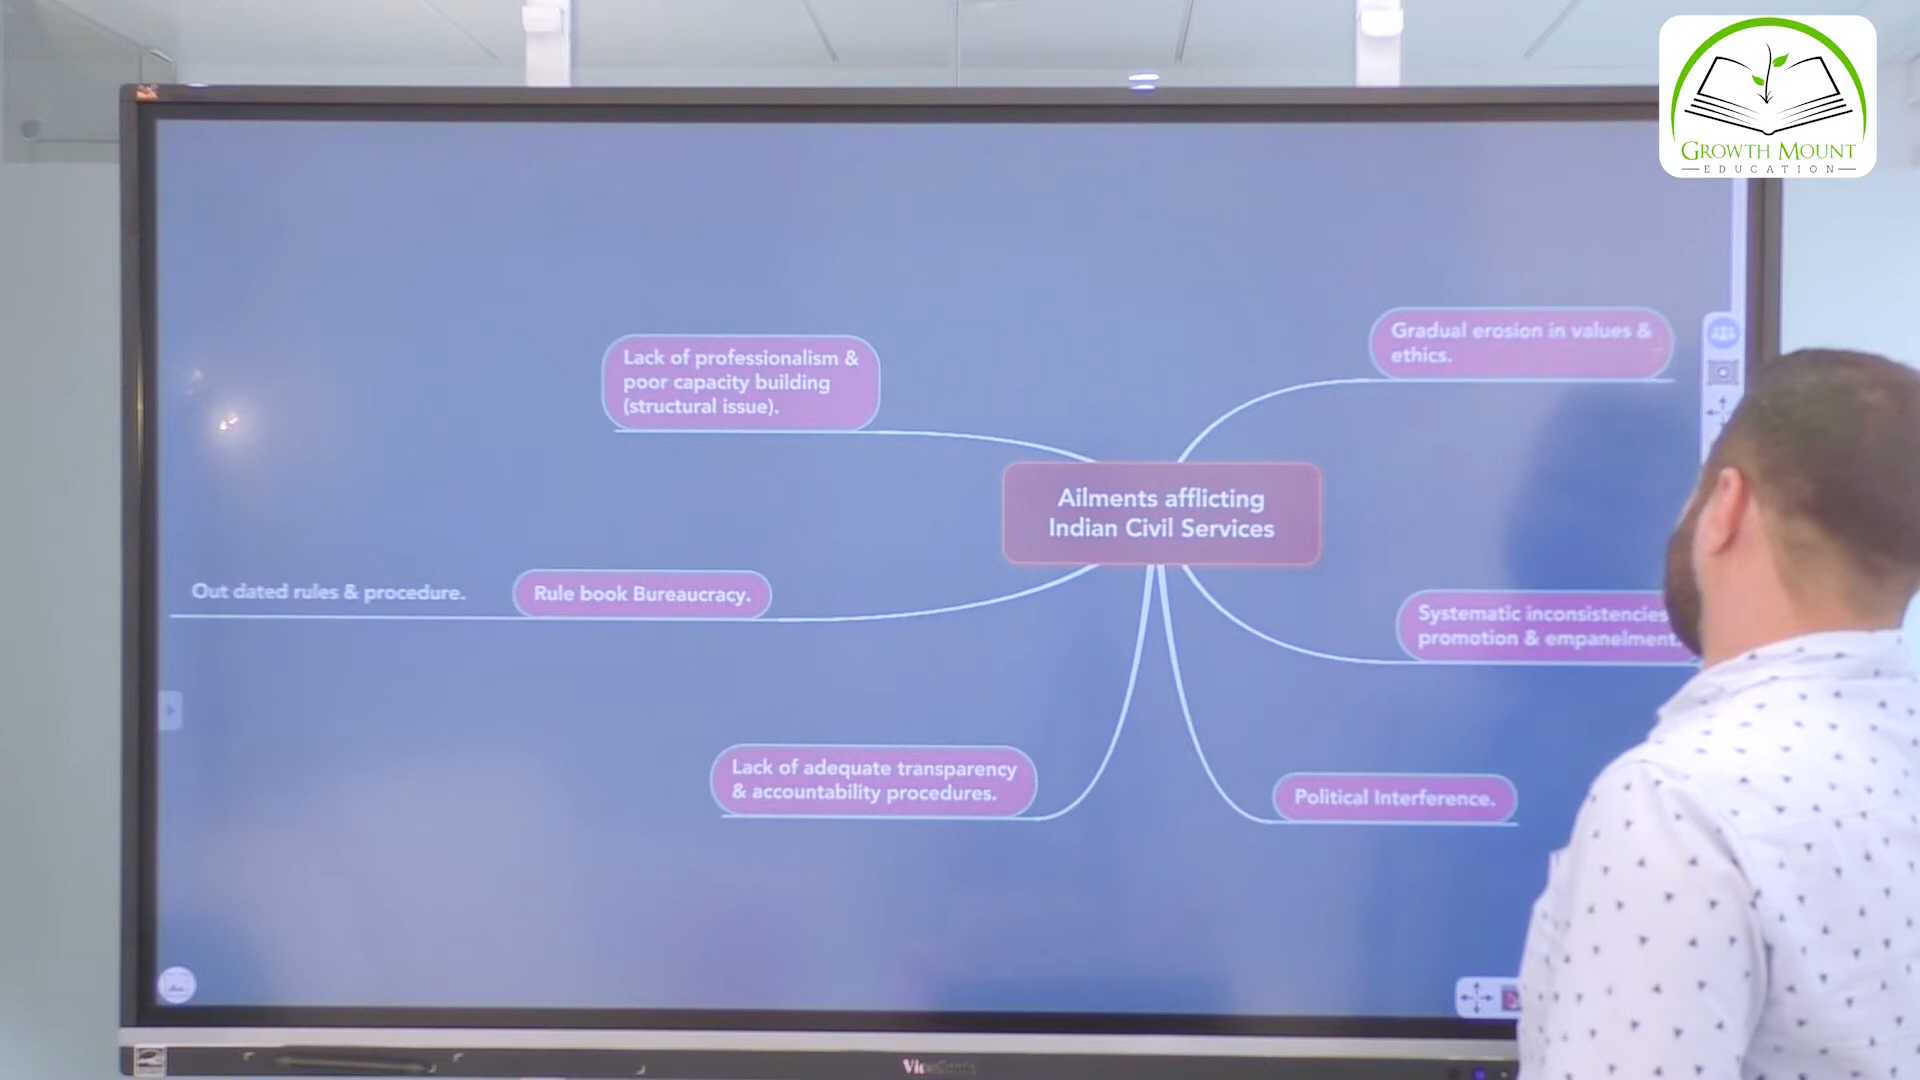 GROWTH MOUNT
EDUCATION
Gradual erosion in values &
ethics.
Lack of professionalism &
poor capacity building
(structural issue).
Ailments afflicting
Indian Civil Services
Out dated rules & procedure.
Rule book Bureaucracy.
Systematic inconsistencies
promotion & empanelment.
Lack of adequate transparency
& accountability procedures.
Political Interference.